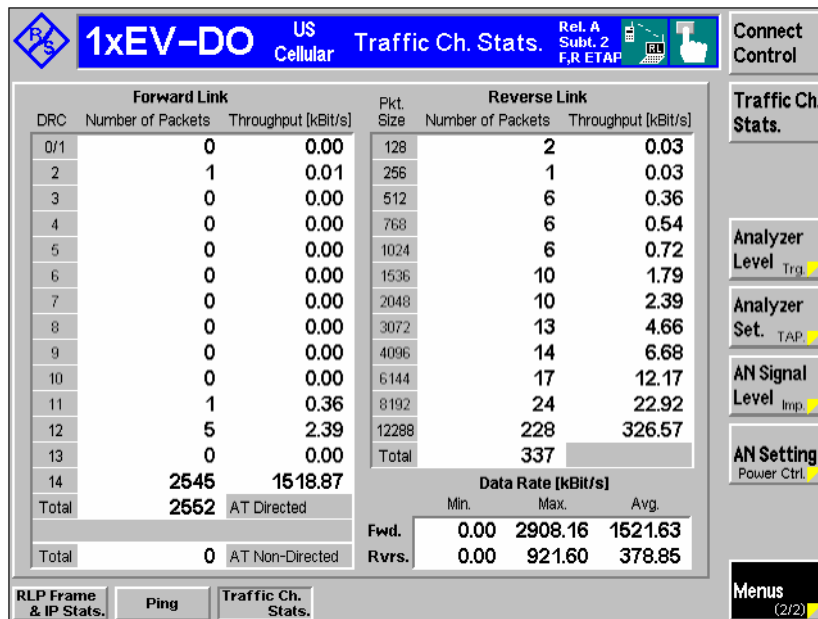 R&S 1xEV-DO US Cellular Traffic Ch. Stats. Rel. A Subt. 2 F,R ETAP RL
Connect Control
Traffic Ch. Stats.
Analyzer Level Trg.
Analyzer Set. TAP.
AN Signal Level Imp.
AN Setting Power Ctrl.
Menus (2/2)
Forward Link
DRC Number of Packets Throughput [kBit/s]
0/1 0 0.00
2 1 0.01
3 0 0.00
4 0 0.00
5 0 0.00
6 0 0.00
7 0 0.00
8 0 0.00
9 0 0.00
10 0 0.00
11 1 0.36
12 5 2.39
13 0 0.00
14 2545 1518.87
Total 2552 AT Directed
Total 0 AT Non-Directed
Reverse Link
Pkt. Size Number of Packets Throughput [kBit/s]
128 2 0.03
256 1 0.03
512 6 0.36
768 6 0.54
1024 6 0.72
1536 10 1.79
2048 10 2.39
3072 13 4.66
4096 14 6.68
6144 17 12.17
8192 24 22.92
12288 228 326.57
Total 337
Data Rate [kBit/s]
Min. Max. Avg.
Fwd. 0.00 2908.16 1521.63
Rvrs. 0.00 921.60 378.85
RLP Frame & IP Stats.
Ping
Traffic Ch. Stats.